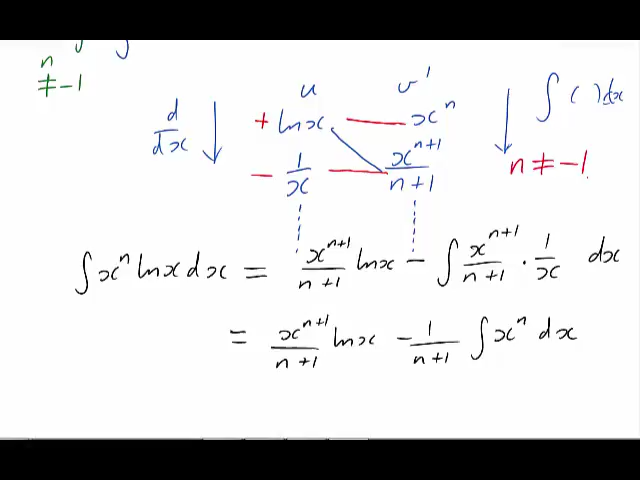 n
≠ -1
u v'
d/dx ↓ + ln x — x^n ↓ ∫( )dx
- 1/x — x^{n+1}/(n+1) n ≠ -1
∫x^n ln x dx = x^{n+1}/(n+1) ln x - ∫ x^{n+1}/(n+1) · 1/x dx
= x^{n+1}/(n+1) ln x - 1/(n+1) ∫x^n dx